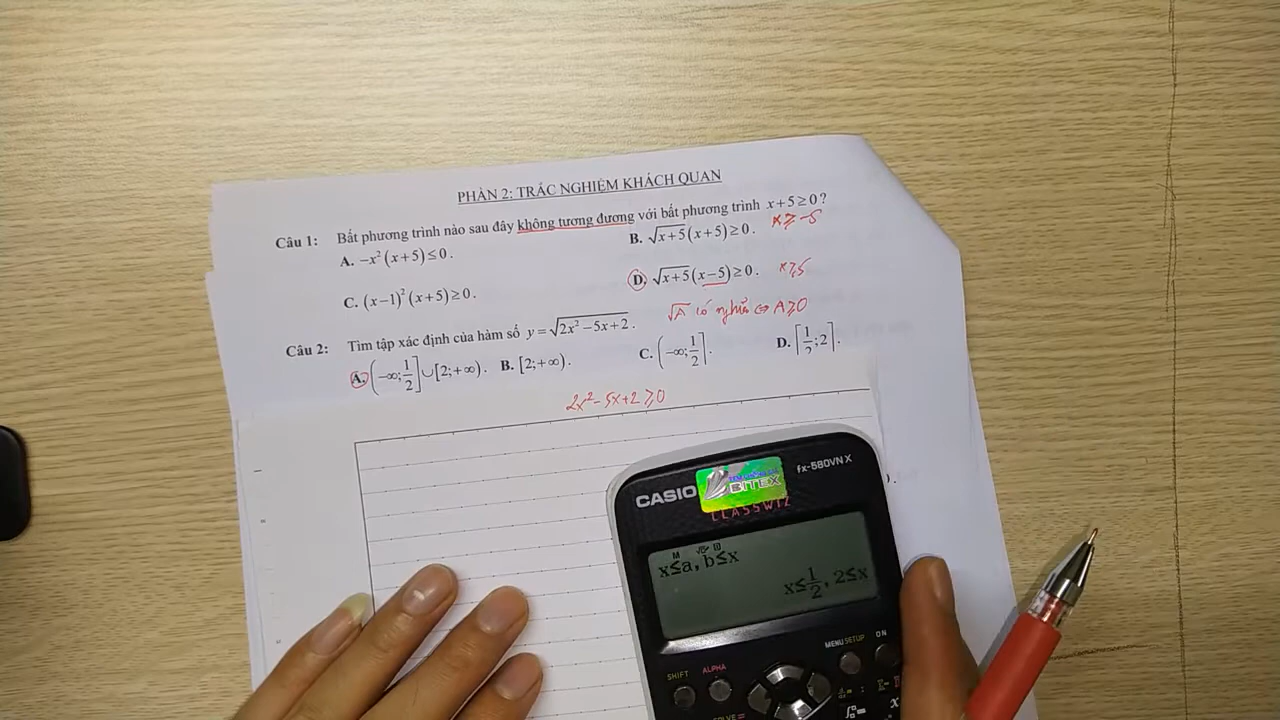 PHẦN 2: TRẮC NGHIỆM KHÁCH QUAN
Câu 1: Bất phương trình nào sau đây không tương đương với bất phương trình x+5≥0?
x ≥ -5
A. −x²(x+5)≤0.
B. √(x+5)(x+5)≥0.
C. (x−1)²(x+5)≥0.
D. √(x+5)(x−5)≥0. x ≥ 5
√A có nghĩa ⇔ A ≥ 0
Câu 2: Tìm tập xác định của hàm số y=√(2x²−5x+2).
A. (−∞;1/2]∪[2;+∞). B. [2;+∞). C. (−∞;1/2]. D. [1/2;2].
2x² - 5x + 2 ≥ 0
CASIO
BITEX
fx-580VN X
CLASSWIZ
x≤a, b≤x
x≤1/2, 2≤x
SHIFT ALPHA MENU SETUP ON
SOLVE =